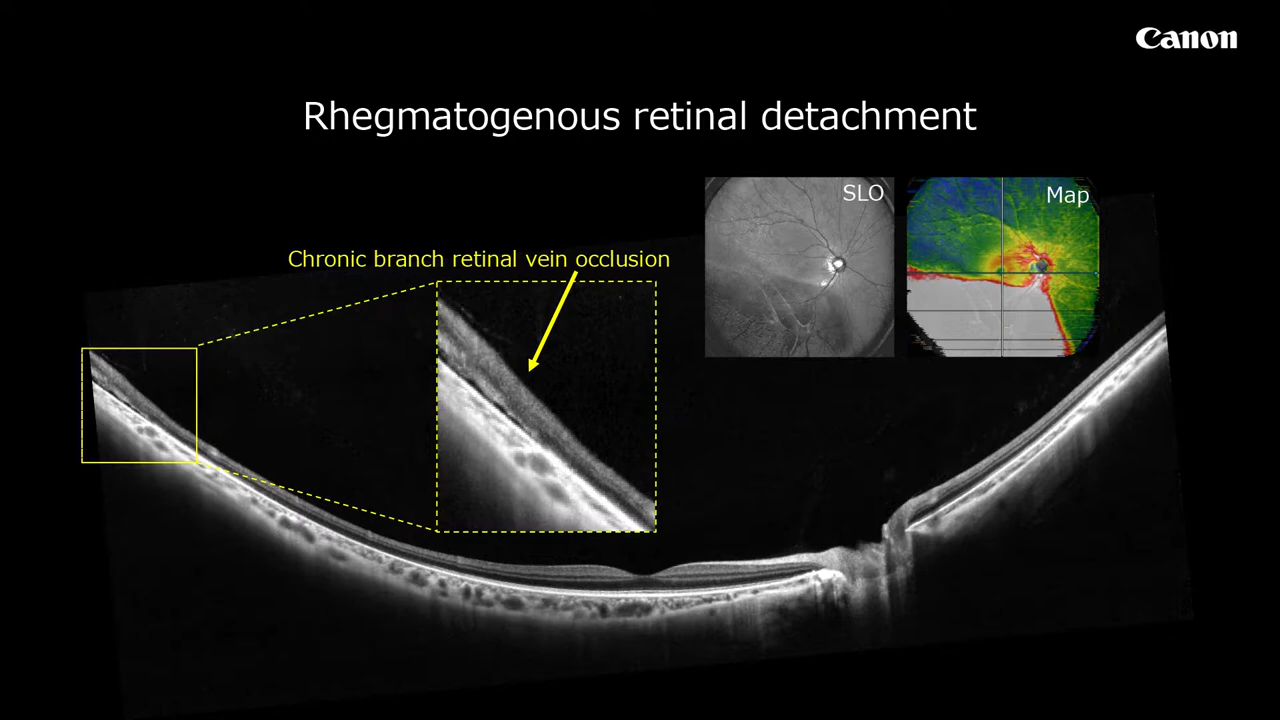 Canon
Rhegmatogenous retinal detachment
SLO
Map
Chronic branch retinal vein occlusion